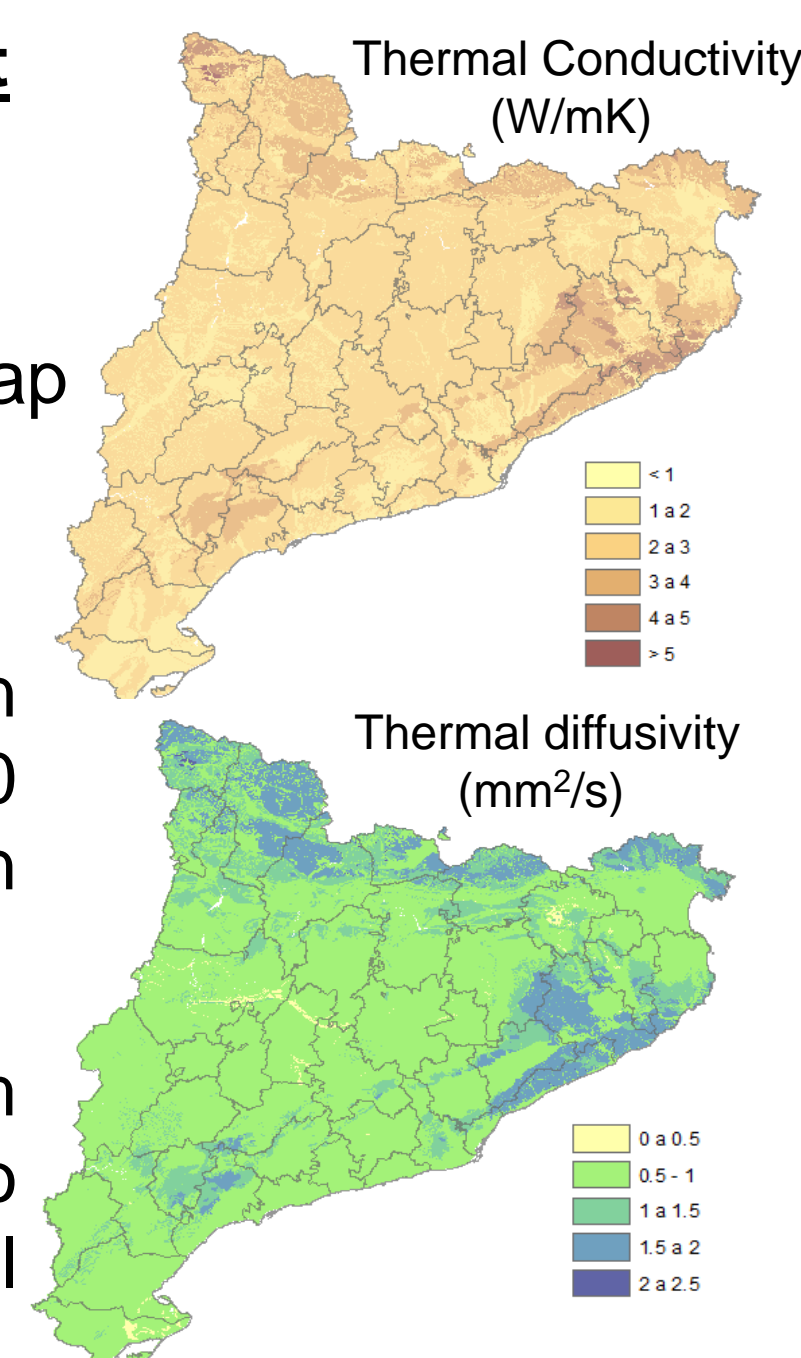 t
Thermal Conductivity
(W/mK)
ap
< 1
1 a 2
2 a 3
3 a 4
4 a 5
> 5
n
0
n
Thermal diffusivity
(mm²/s)
n
o
l
0 a 0.5
0.5 - 1
1 a 1.5
1.5 a 2
2 a 2.5